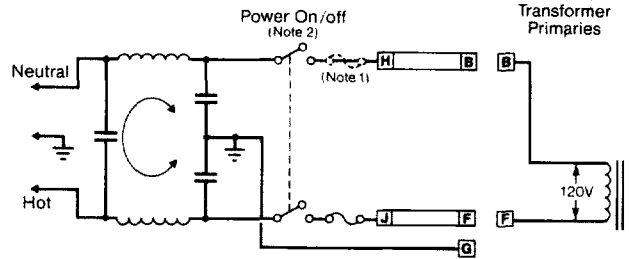 Power On/off
(Note 2)
Transformer
Primaries
Neutral
(Note 1)
H
B
B
120V
Hot
J
F
F
G